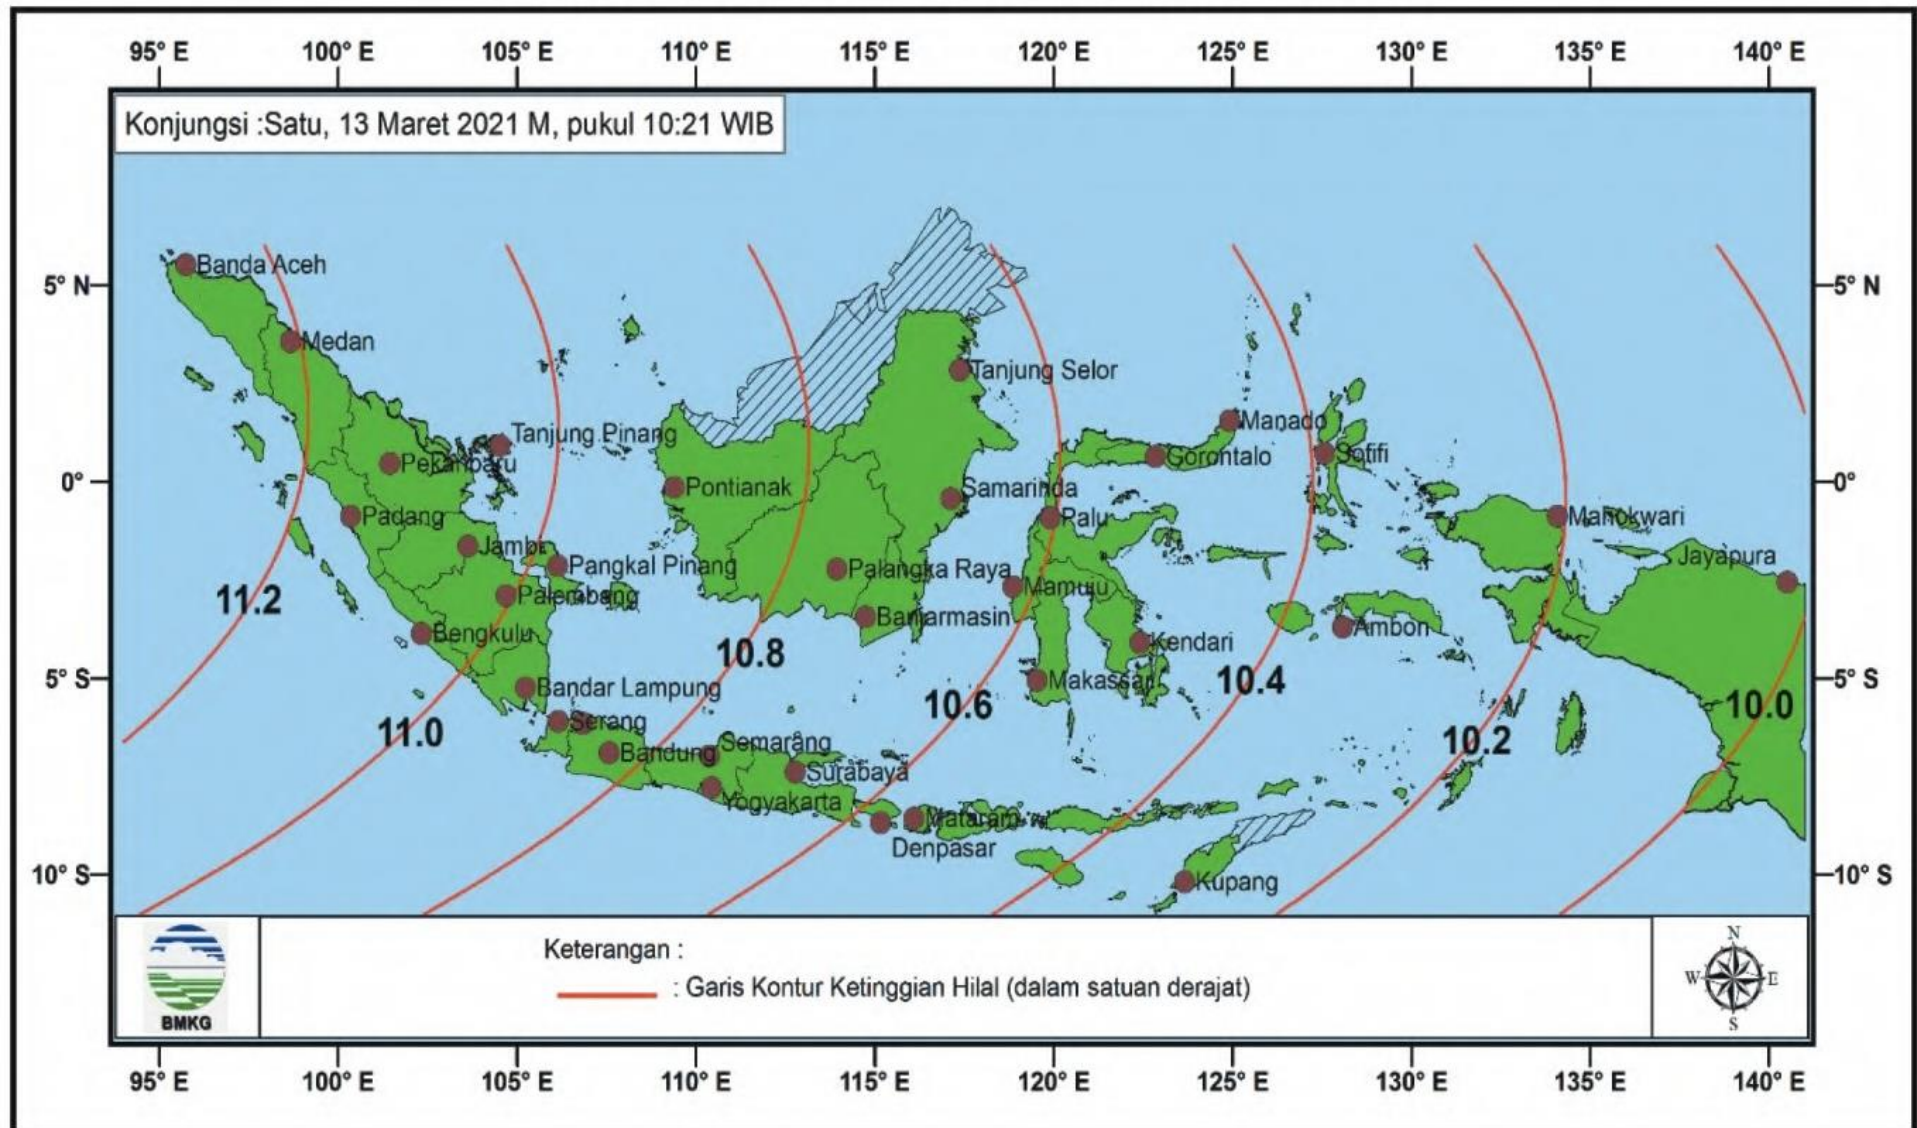 95° E 100° E 105° E 110° E 115° E 120° E 125° E 130° E 135° E 140° E
Konjungsi :Satu, 13 Maret 2021 M, pukul 10:21 WIB
Banda Aceh
5° N 5° N
Medan
Tanjung Selor
Manado
Tanjung Pinang
Sofifi
Gorontalo
Pekanbaru
0° 0°
Pontianak
Samarinda
Padang
Palu
Manokwari
Jambi
Jayapura
Pangkal Pinang
Palangka Raya
Mamuju
Palembang
11.2
Banjarmasin
Ambon
Bengkulu
Kendari
10.8
5° S 5° S
Makassar
10.4
Bandar Lampung
10.6
10.0
Serang
11.0
10.2
Semarang
Bandung
Surabaya
Yogyakarta
Mataram
Denpasar
10° S 10° S
Kupang
Keterangan :
: Garis Kontur Ketinggian Hilal (dalam satuan derajat)
BMKG
N
W E
S
95° E 100° E 105° E 110° E 115° E 120° E 125° E 130° E 135° E 140° E